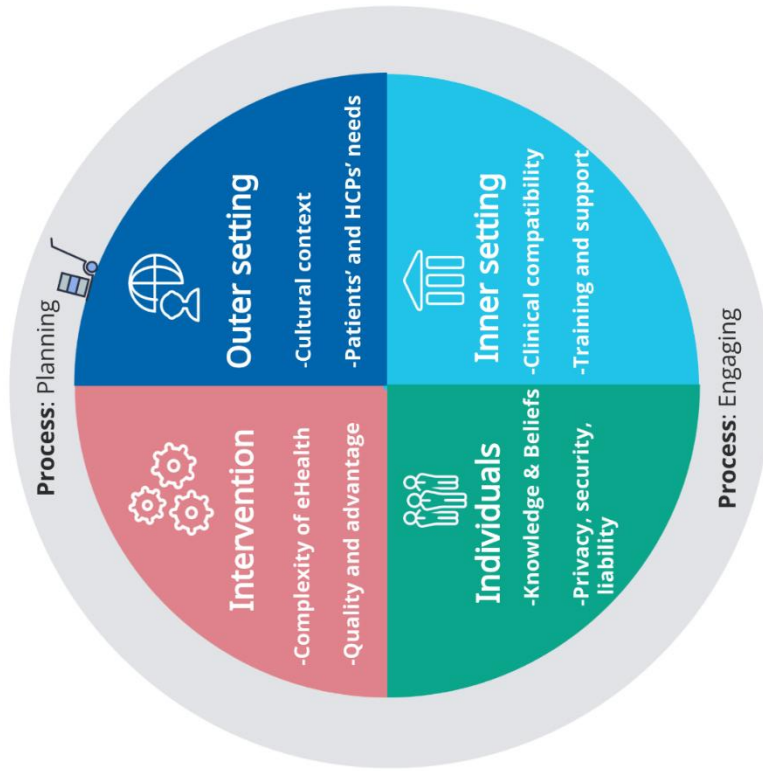 Process: Planning
Intervention
-Complexity of eHealth
-Quality and advantage
Outer setting
-Cultural context
-Patients’ and HCPs’ needs
Individuals
-Knowledge & Beliefs
-Privacy, security,
liability
Inner setting
-Clinical compatibility
-Training and support
Process: Engaging